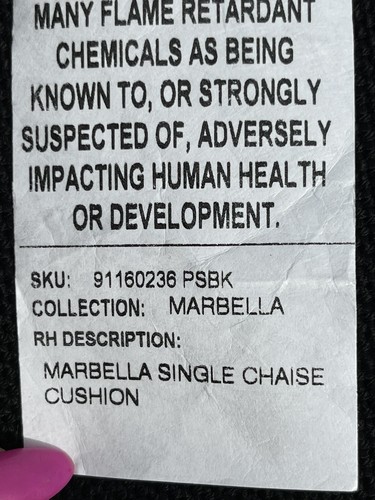 MANY FLAME RETARDANT
CHEMICALS AS BEING
KNOWN TO, OR STRONGLY
SUSPECTED OF, ADVERSELY
IMPACTING HUMAN HEALTH
OR DEVELOPMENT.
SKU: 91160236 PSBK
COLLECTION: MARBELLA
RH DESCRIPTION:
MARBELLA SINGLE CHAISE
CUSHION